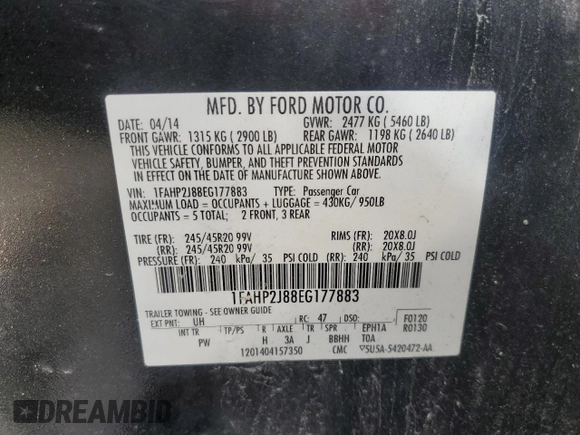 MFD. BY FORD MOTOR CO.
DATE: 04/14 GVWR: 2477 KG ( 5460 LB)
FRONT GAWR: 1315 KG ( 2900 LB) REAR GAWR: 1198 KG ( 2640 LB)
THIS VEHICLE CONFORMS TO ALL APPLICABLE FEDERAL MOTOR
VEHICLE SAFETY, BUMPER, AND THEFT PREVENTION STANDARDS
IN EFFECT ON THE DATE OF MANUFACTURE SHOWN ABOVE.
VIN: 1FAHP2J88EG177883 TYPE: Passenger Car
MAXIMUM LOAD = OCCUPANTS + LUGGAGE = 430KG/ 950LB
OCCUPANTS = 5 TOTAL; 2 FRONT, 3 REAR
TIRE (FR): 245/45R20 99V RIMS (FR): 20X8.0J
(RR): 245/45R20 99V (RR): 20X8.0J
PRESSURE (FR): 240 kPa/ 35 PSI COLD (RR): 240 kPa/ 35 PSI COLD
1FAHP2J88EG177883
TRAILER TOWING - SEE OWNER GUIDE
EXT PNT: UH RC: 47 DSO: F0120
INT TR TP/PS R AXLE TR SPR EPH1A R0130
PW H 3A J BBHH TOA
1201404157350 CMC 5U5A-5420472-AA
DREAMBID .COM